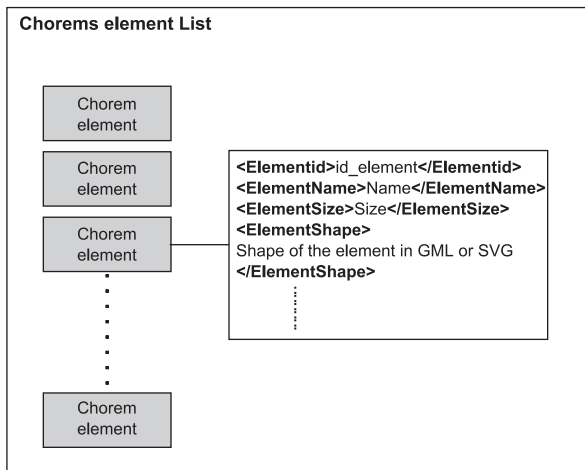 Chorems element List
Chorem
element
Chorem
element
Chorem
element
<Elementid>id_element</Elementid>
<ElementName>Name</ElementName>
<ElementSize>Size</ElementSize>
<ElementShape>
Shape of the element in GML or SVG
</ElementShape>
Chorem
element